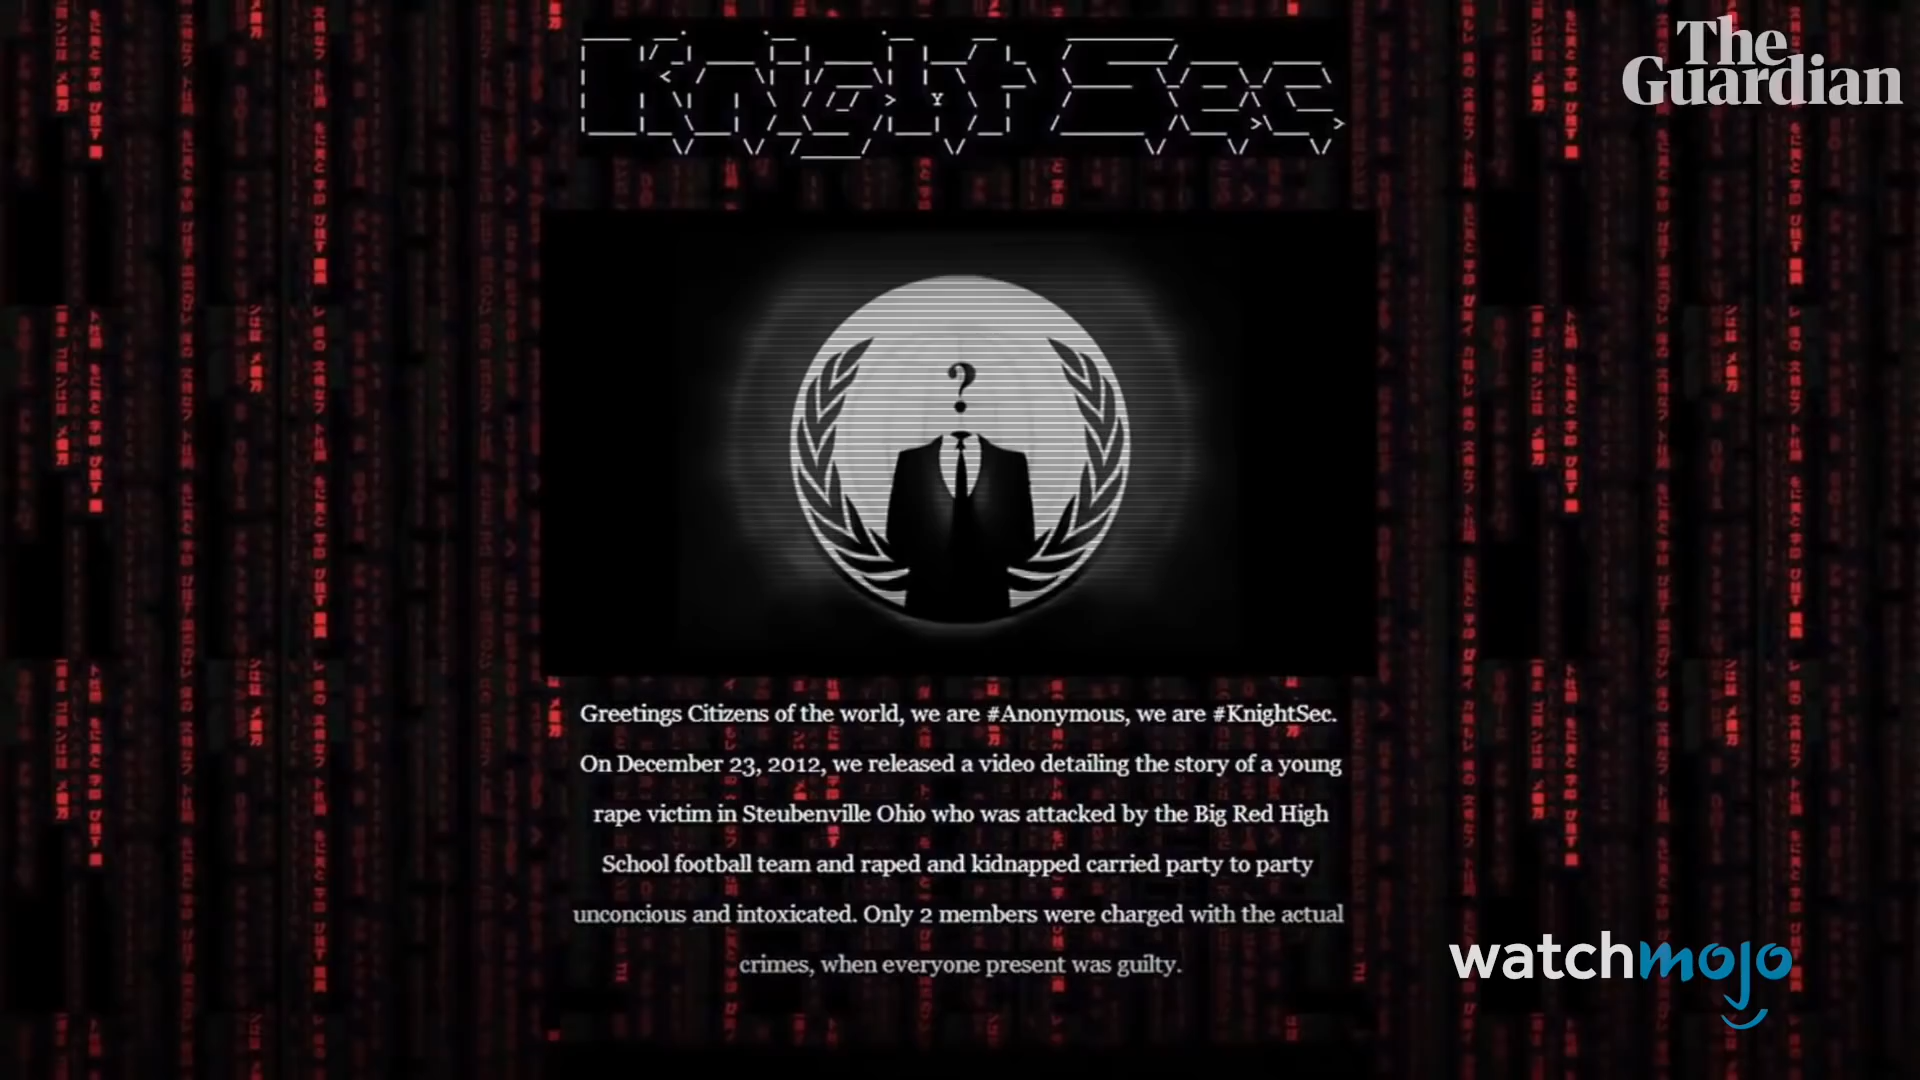 Knight Sec
The
Guardian
?
Greetings Citizens of the world, we are #Anonymous, we are #KnightSec.
On December 23, 2012, we released a video detailing the story of a young
rape victim in Steubenville Ohio who was attacked by the Big Red High
School football team and raped and kidnapped carried party to party
unconcious and intoxicated. Only 2 members were charged with the actual
crimes, when everyone present was guilty.
watchmojo